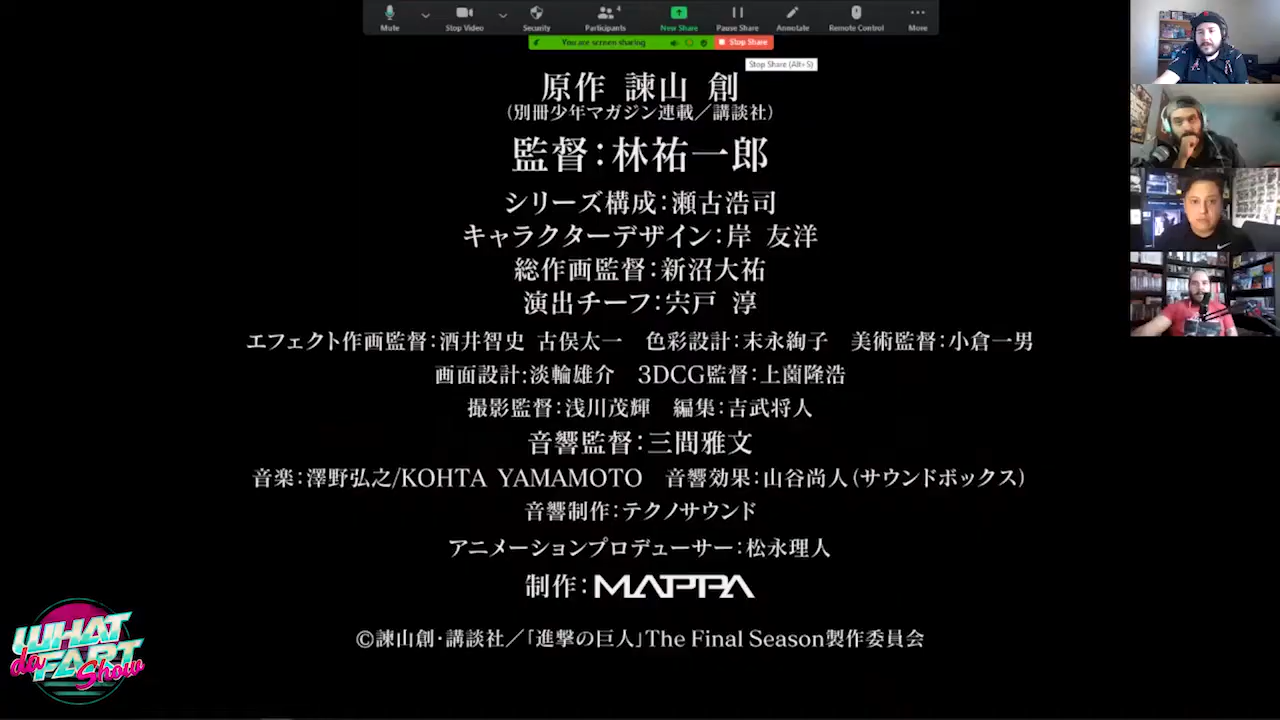 Mute
Stop Video
Security
Participants
4
New Share
Pause Share
Annotate
Remote Control
More
You are screen sharing
Stop Share
Stop Share (Alt+S)
原作 諫山 創
(別冊少年マガジン連載／講談社)
監督：林祐一郎
シリーズ構成：瀬古浩司
キャラクターデザイン：岸 友洋
総作画監督：新沼大祐
演出チーフ：宍戸 淳
エフェクト作画監督：酒井智史 古俣太一 色彩設計：末永絢子 美術監督：小倉一男
画面設計：淡輪雄介 3DCG監督：上薗隆浩
撮影監督：浅川茂輝 編集：吉武将人
音響監督：三間雅文
音楽：澤野弘之/KOHTA YAMAMOTO 音響効果：山谷尚人（サウンドボックス）
音響制作：テクノサウンド
アニメーションプロデューサー：松永理人
制作：MAPPA
©諫山創・講談社／「進撃の巨人」The Final Season製作委員会
WHAT
da FART
Show